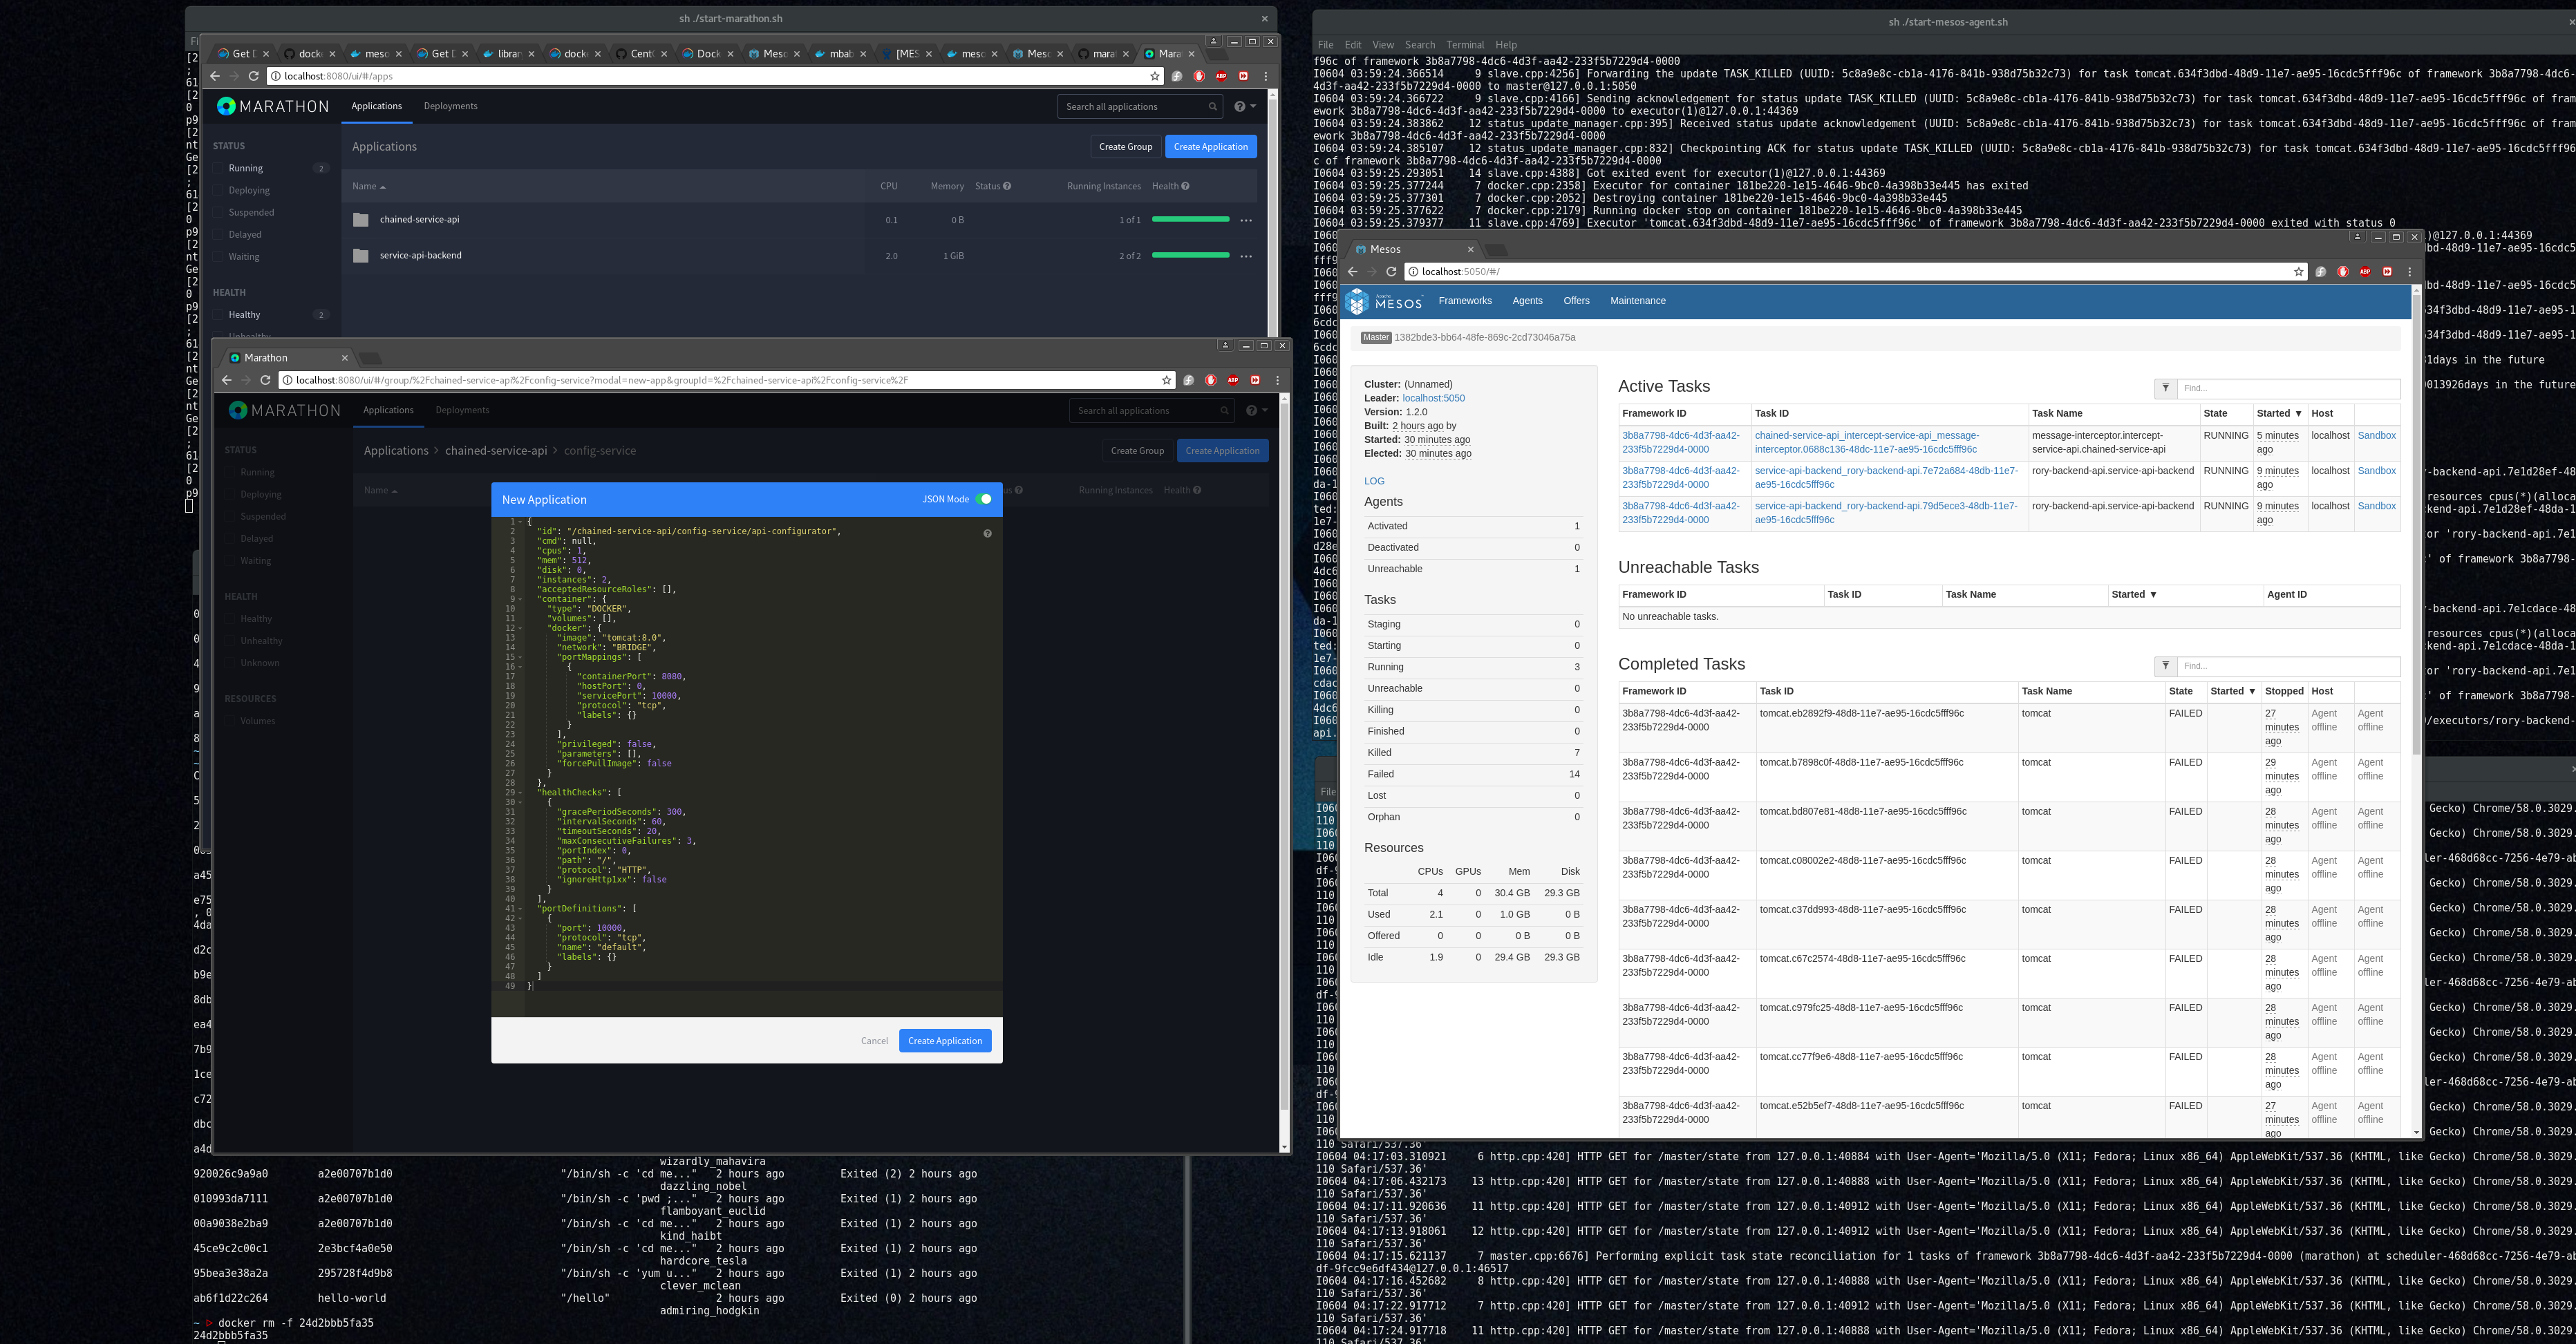 sh ./start-marathon.sh
Get D
docke
meso
Get D
librar
docke
Cent
Dock
Meso
mbab
[MES
meso
Meso
marat
Mara
localhost:8080/ui/#/apps
MARATHON
Applications
Deployments
Search all applications
STATUS
Running 2
Deploying
Suspended
Delayed
Waiting
HEALTH
Healthy 2
Unhealthy
Applications
Create Group
Create Application
Name CPU Memory Status Running Instances Health
chained-service-api 0.1 0 B 1 of 1
service-api-backend 2.0 1 GiB 2 of 2
Marathon
localhost:8080/ui/#/group/%2Fchained-service-api%2Fconfig-service?modal=new-app&groupId=%2Fchained-service-api%2Fconfig-service%2F
MARATHON
Applications
Deployments
Search all applications
STATUS
Running
Deploying
Suspended
Delayed
Waiting
HEALTH
Healthy
Unhealthy
Unknown
RESOURCES
Volumes
Applications > chained-service-api > config-service
Create Group
Create Application
Name
Running Instances Health
New Application
JSON Mode
1 {
2 "id": "/chained-service-api/config-service/api-configurator",
3 "cmd": null,
4 "cpus": 1,
5 "mem": 512,
6 "disk": 0,
7 "instances": 2,
8 "acceptedResourceRoles": [],
9 "container": {
10 "type": "DOCKER",
11 "volumes": [],
12 "docker": {
13 "image": "tomcat:8.0",
14 "network": "BRIDGE",
15 "portMappings": [
16 {
17 "containerPort": 8080,
18 "hostPort": 0,
19 "servicePort": 10000,
20 "protocol": "tcp",
21 "labels": {}
22 }
23 ],
24 "privileged": false,
25 "parameters": [],
26 "forcePullImage": false
27 }
28 },
29 "healthChecks": [
30 {
31 "gracePeriodSeconds": 300,
32 "intervalSeconds": 60,
33 "timeoutSeconds": 20,
34 "maxConsecutiveFailures": 3,
35 "portIndex": 0,
36 "path": "/",
37 "protocol": "HTTP",
38 "ignoreHttp1xx": false
39 }
40 ],
41 "portDefinitions": [
42 {
43 "port": 10000,
44 "protocol": "tcp",
45 "name": "default",
46 "labels": {}
47 }
48 ]
49 }
Cancel
Create Application
wizardly_mahavira
920026c9a9a0 a2e00707b1d0 "/bin/sh -c 'cd me..." 2 hours ago Exited (2) 2 hours ago
dazzling_nobel
010993da7111 a2e00707b1d0 "/bin/sh -c 'pwd ;..." 2 hours ago Exited (1) 2 hours ago
flamboyant_euclid
00a9038e2ba9 a2e00707b1d0 "/bin/sh -c 'cd me..." 2 hours ago Exited (1) 2 hours ago
kind_haibt
45ce9c2c00c1 2e3bcf4a0e50 "/bin/sh -c 'cd me..." 2 hours ago Exited (1) 2 hours ago
hardcore_tesla
95bea3e38a2a 295728f4d9b8 "/bin/sh -c 'yum u..." 2 hours ago Exited (1) 2 hours ago
clever_mclean
ab6f1d22c264 hello-world "/hello" 2 hours ago Exited (0) 2 hours ago
admiring_hodgkin
~ docker rm -f 24d2bbb5fa35
24d2bbb5fa35
sh ./start-mesos-agent.sh
File Edit View Search Terminal Help
f96c of framework 3b8a7798-4dc6-4d3f-aa42-233f5b7229d4-0000
I0604 03:59:24.366514 9 slave.cpp:4256] Forwarding the update TASK_KILLED (UUID: 5c8a9e8c-cb1a-4176-841b-938d75b32c73) for task tomcat.634f3dbd-48d9-11e7-ae95-16cdc5fff96c of framework 3b8a7798-4dc6-
4d3f-aa42-233f5b7229d4-0000 to master@127.0.0.1:5050
I0604 03:59:24.366722 9 slave.cpp:4166] Sending acknowledgement for status update TASK_KILLED (UUID: 5c8a9e8c-cb1a-4176-841b-938d75b32c73) for task tomcat.634f3dbd-48d9-11e7-ae95-16cdc5fff96c of fram
ework 3b8a7798-4dc6-4d3f-aa42-233f5b7229d4-0000 to executor(1)@127.0.0.1:44369
I0604 03:59:24.383862 12 status_update_manager.cpp:395] Received status update acknowledgement (UUID: 5c8a9e8c-cb1a-4176-841b-938d75b32c73) for task tomcat.634f3dbd-48d9-11e7-ae95-16cdc5fff96c of fram
ework 3b8a7798-4dc6-4d3f-aa42-233f5b7229d4-0000
I0604 03:59:24.385107 12 status_update_manager.cpp:832] Checkpointing ACK for status update TASK_KILLED (UUID: 5c8a9e8c-cb1a-4176-841b-938d75b32c73) for task tomcat.634f3dbd-48d9-11e7-ae95-16cdc5fff96
c of framework 3b8a7798-4dc6-4d3f-aa42-233f5b7229d4-0000
I0604 03:59:25.293051 14 slave.cpp:4388] Got exited event for executor(1)@127.0.0.1:44369
I0604 03:59:25.377244 7 docker.cpp:2358] Executor for container 181be220-1e15-4646-9bc0-4a398b33e445 has exited
I0604 03:59:25.377301 7 docker.cpp:2052] Destroying container 181be220-1e15-4646-9bc0-4a398b33e445
I0604 03:59:25.377622 7 docker.cpp:2179] Running docker stop on container 181be220-1e15-4646-9bc0-4a398b33e445
I0604 03:59:25.379377 11 slave.cpp:4769] Executor 'tomcat.634f3dbd-48d9-11e7-ae95-16cdc5fff96c' of framework 3b8a7798-4dc6-4d3f-aa42-233f5b7229d4-0000 exited with status 0
Mesos
localhost:5050/#/
Apache MESOS
Frameworks
Agents
Offers
Maintenance
Master 1382bde3-bb64-48fe-869c-2cd73046a75a
Cluster: (Unnamed)
Leader: localhost:5050
Version: 1.2.0
Built: 2 hours ago by
Started: 30 minutes ago
Elected: 30 minutes ago
LOG
Agents
Activated 1
Deactivated 0
Unreachable 1
Tasks
Staging 0
Starting 0
Running 3
Unreachable 0
Killing 0
Finished 0
Killed 7
Failed 14
Lost 0
Orphan 0
Resources
CPUs GPUs Mem Disk
Total 4 0 30.4 GB 29.3 GB
Used 2.1 0 1.0 GB 0 B
Offered 0 0 0 B 0 B
Idle 1.9 0 29.4 GB 29.3 GB
Active Tasks
Find...
Framework ID Task ID Task Name State Started ▼ Host
3b8a7798-4dc6-4d3f-aa42-233f5b7229d4-0000 chained-service-api_intercept-service-api_message-interceptor.0688c136-48dc-11e7-ae95-16cdc5fff96c message-interceptor.intercept-service-api.chained-service-api RUNNING 5 minutes ago localhost Sandbox
3b8a7798-4dc6-4d3f-aa42-233f5b7229d4-0000 service-api-backend_rory-backend-api.7e72a684-48db-11e7-ae95-16cdc5fff96c rory-backend-api.service-api-backend RUNNING 9 minutes ago localhost Sandbox
3b8a7798-4dc6-4d3f-aa42-233f5b7229d4-0000 service-api-backend_rory-backend-api.79d5ece3-48db-11e7-ae95-16cdc5fff96c rory-backend-api.service-api-backend RUNNING 9 minutes ago localhost Sandbox
Unreachable Tasks
Framework ID Task ID Task Name Started ▼ Agent ID
No unreachable tasks.
Completed Tasks
Find...
Framework ID Task ID Task Name State Started ▼ Stopped Host
3b8a7798-4dc6-4d3f-aa42-233f5b7229d4-0000 tomcat.eb2892f9-48d8-11e7-ae95-16cdc5fff96c tomcat FAILED 27 minutes ago Agent offline Agent offline
3b8a7798-4dc6-4d3f-aa42-233f5b7229d4-0000 tomcat.b7898c0f-48d8-11e7-ae95-16cdc5fff96c tomcat FAILED 29 minutes ago Agent offline Agent offline
3b8a7798-4dc6-4d3f-aa42-233f5b7229d4-0000 tomcat.bd807e81-48d8-11e7-ae95-16cdc5fff96c tomcat FAILED 28 minutes ago Agent offline Agent offline
3b8a7798-4dc6-4d3f-aa42-233f5b7229d4-0000 tomcat.c08002e2-48d8-11e7-ae95-16cdc5fff96c tomcat FAILED 28 minutes ago Agent offline Agent offline
3b8a7798-4dc6-4d3f-aa42-233f5b7229d4-0000 tomcat.c37dd993-48d8-11e7-ae95-16cdc5fff96c tomcat FAILED 28 minutes ago Agent offline Agent offline
3b8a7798-4dc6-4d3f-aa42-233f5b7229d4-0000 tomcat.c67c2574-48d8-11e7-ae95-16cdc5fff96c tomcat FAILED 28 minutes ago Agent offline Agent offline
3b8a7798-4dc6-4d3f-aa42-233f5b7229d4-0000 tomcat.c979fc25-48d8-11e7-ae95-16cdc5fff96c tomcat FAILED 28 minutes ago Agent offline Agent offline
3b8a7798-4dc6-4d3f-aa42-233f5b7229d4-0000 tomcat.cc77f9e6-48d8-11e7-ae95-16cdc5fff96c tomcat FAILED 28 minutes ago Agent offline Agent offline
3b8a7798-4dc6-4d3f-aa42-233f5b7229d4-0000 tomcat.e52b5ef7-48d8-11e7-ae95-16cdc5fff96c tomcat FAILED 27 minutes ago Agent offline Agent offline
110 Safari/537.36'
I0604 04:17:03.310921 6 http.cpp:420] HTTP GET for /master/state from 127.0.0.1:40884 with User-Agent='Mozilla/5.0 (X11; Fedora; Linux x86_64) AppleWebKit/537.36 (KHTML, like Gecko) Chrome/58.0.3029.
110 Safari/537.36'
I0604 04:17:06.432173 13 http.cpp:420] HTTP GET for /master/state from 127.0.0.1:40888 with User-Agent='Mozilla/5.0 (X11; Fedora; Linux x86_64) AppleWebKit/537.36 (KHTML, like Gecko) Chrome/58.0.3029.
110 Safari/537.36'
I0604 04:17:11.920636 11 http.cpp:420] HTTP GET for /master/state from 127.0.0.1:40912 with User-Agent='Mozilla/5.0 (X11; Fedora; Linux x86_64) AppleWebKit/537.36 (KHTML, like Gecko) Chrome/58.0.3029.
110 Safari/537.36'
I0604 04:17:13.918061 12 http.cpp:420] HTTP GET for /master/state from 127.0.0.1:40912 with User-Agent='Mozilla/5.0 (X11; Fedora; Linux x86_64) AppleWebKit/537.36 (KHTML, like Gecko) Chrome/58.0.3029.
110 Safari/537.36'
I0604 04:17:15.621137 7 master.cpp:6676] Performing explicit task state reconciliation for 1 tasks of framework 3b8a7798-4dc6-4d3f-aa42-233f5b7229d4-0000 (marathon) at scheduler-468d68cc-7256-4e79-ab
df-9fcc9e6df434@127.0.0.1:46517
I0604 04:17:16.452682 8 http.cpp:420] HTTP GET for /master/state from 127.0.0.1:40888 with User-Agent='Mozilla/5.0 (X11; Fedora; Linux x86_64) AppleWebKit/537.36 (KHTML, like Gecko) Chrome/58.0.3029.
110 Safari/537.36'
I0604 04:17:22.917712 7 http.cpp:420] HTTP GET for /master/state from 127.0.0.1:40912 with User-Agent='Mozilla/5.0 (X11; Fedora; Linux x86_64) AppleWebKit/537.36 (KHTML, like Gecko) Chrome/58.0.3029.
110 Safari/537.36'
I0604 04:17:24.917718 11 http.cpp:420] HTTP GET for /master/state from 127.0.0.1:40888 with User-Agent='Mozilla/5.0 (X11; Fedora; Linux x86_64) AppleWebKit/537.36 (KHTML, like Gecko) Chrome/58.0.3029.
110 Safari/537.36'